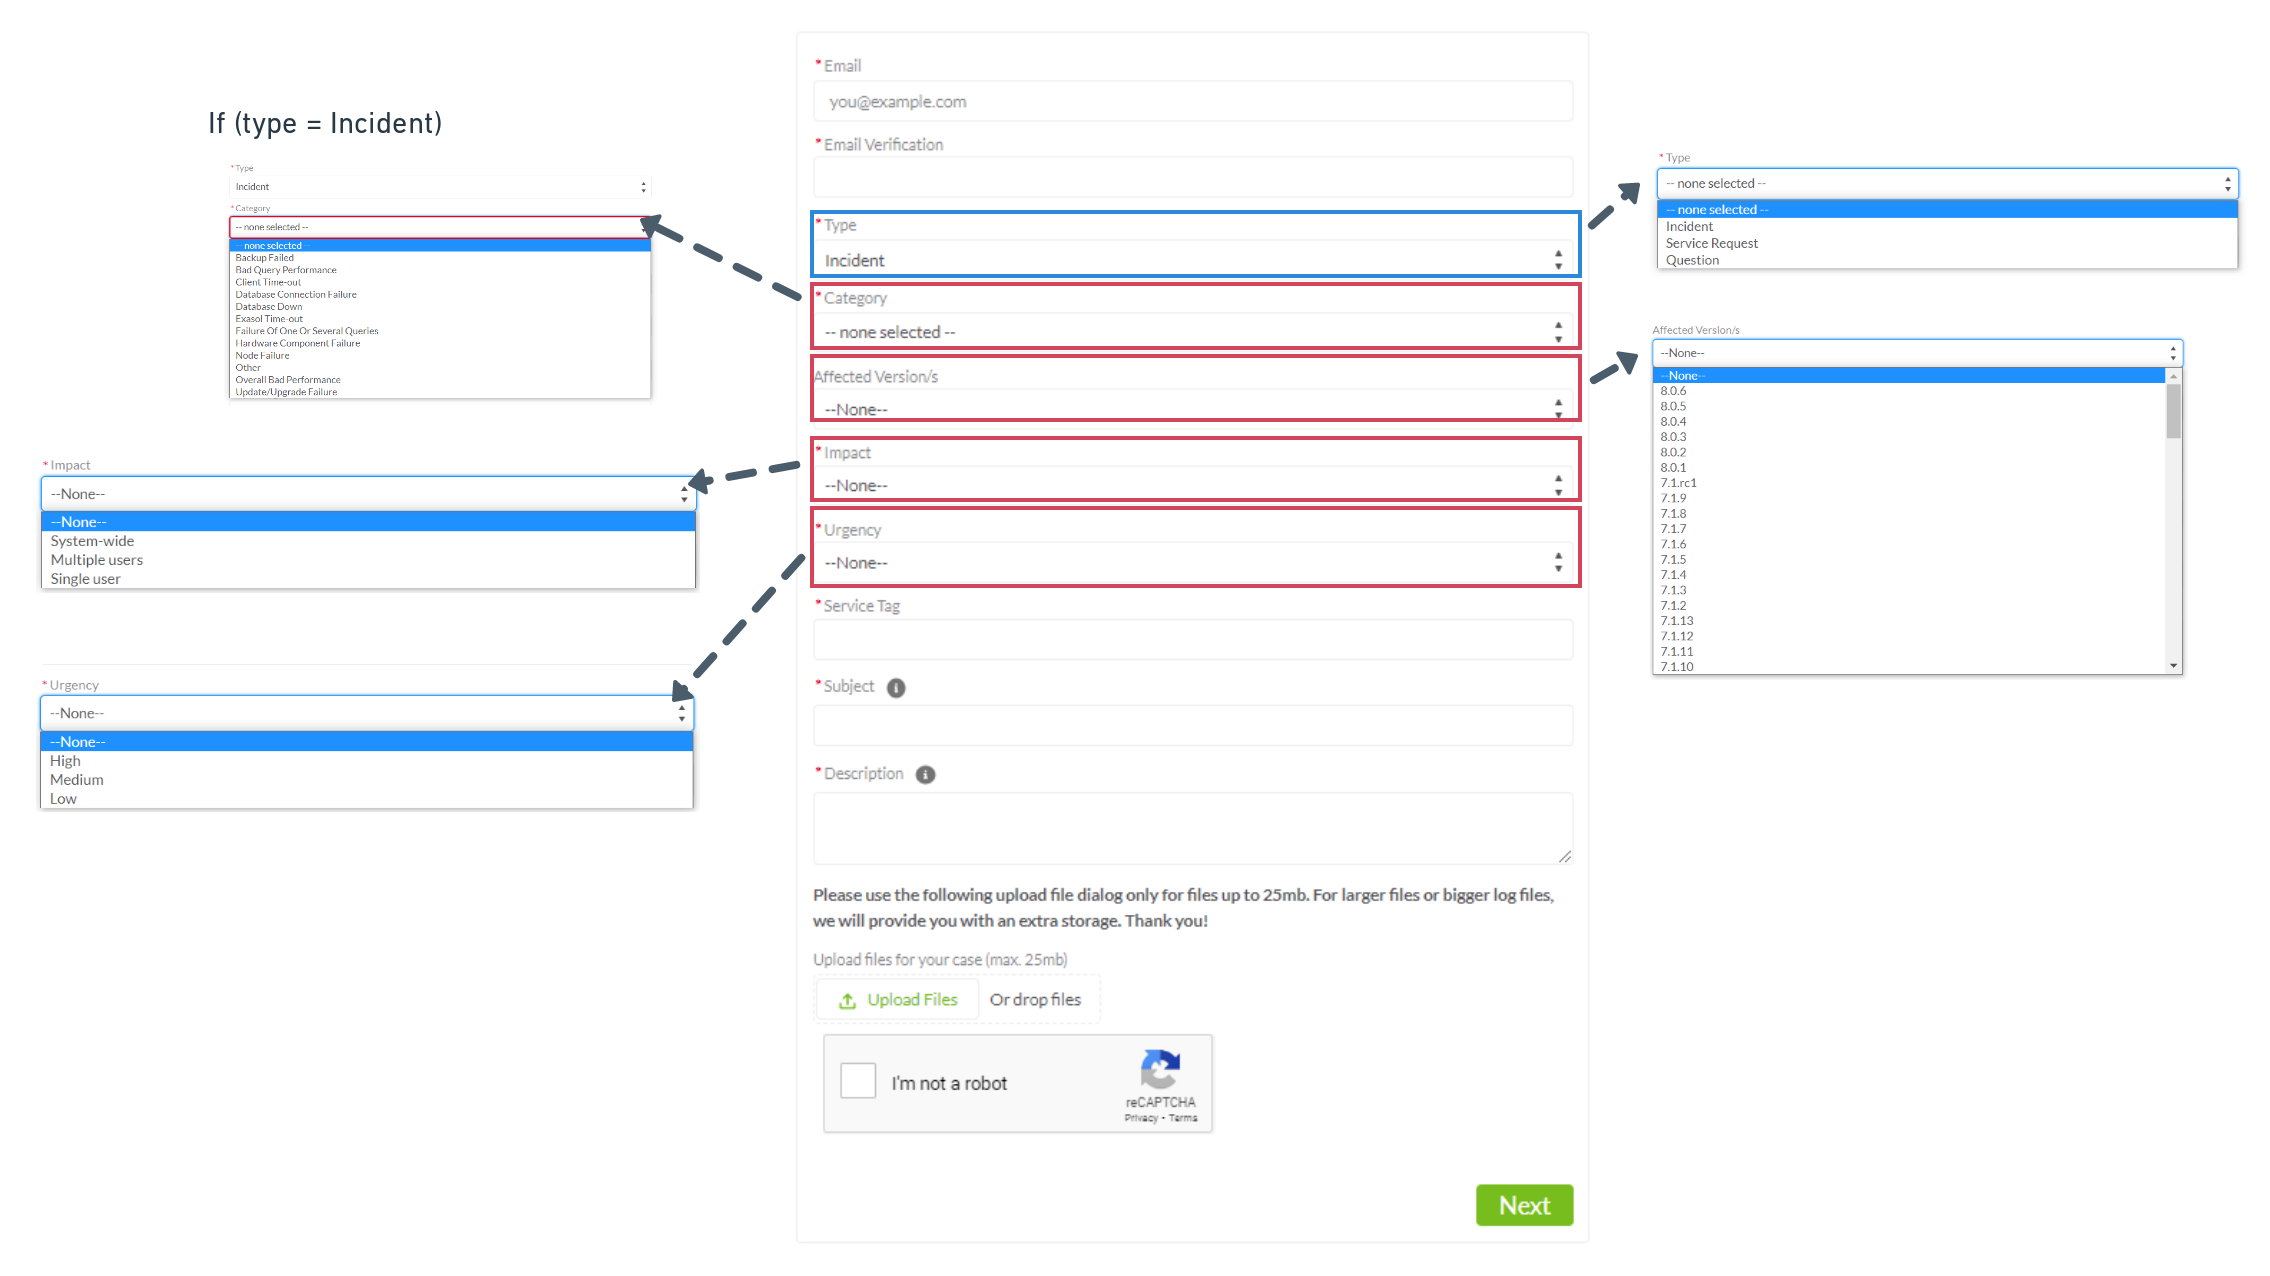 If (type = Incident)
* Type
Incident
* Category
-- none selected --
-- none selected --
Backup Failed
Bad Query Performance
Client Time-out
Database Connection Failure
Database Down
Exasol Time-out
Failure Of One Or Several Queries
Hardware Component Failure
Node Failure
Other
Overall Bad Performance
Update/Upgrade Failure
* Impact
--None--
--None--
System-wide
Multiple users
Single user
* Urgency
--None--
--None--
High
Medium
Low
* Email
you@example.com
* Email Verification
* Type
Incident
* Category
-- none selected --
Affected Version/s
--None--
* Impact
--None--
* Urgency
--None--
* Service Tag
* Subject
* Description
Please use the following upload file dialog only for files up to 25mb. For larger files or bigger log files,
we will provide you with an extra storage. Thank you!
Upload files for your case (max. 25mb)
Upload Files Or drop files
I'm not a robot
reCAPTCHA
Privacy - Terms
Next
* Type
-- none selected --
-- none selected --
Incident
Service Request
Question
Affected Version/s
--None--
--None--
8.0.6
8.0.5
8.0.4
8.0.3
8.0.2
8.0.1
7.1.rc1
7.1.9
7.1.8
7.1.7
7.1.6
7.1.5
7.1.4
7.1.3
7.1.2
7.1.13
7.1.12
7.1.11
7.1.10